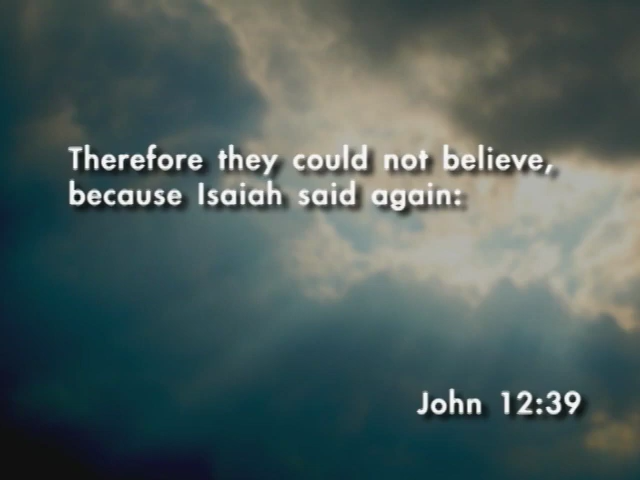 Therefore they could not believe,
because Isaiah said again:
John 12:39